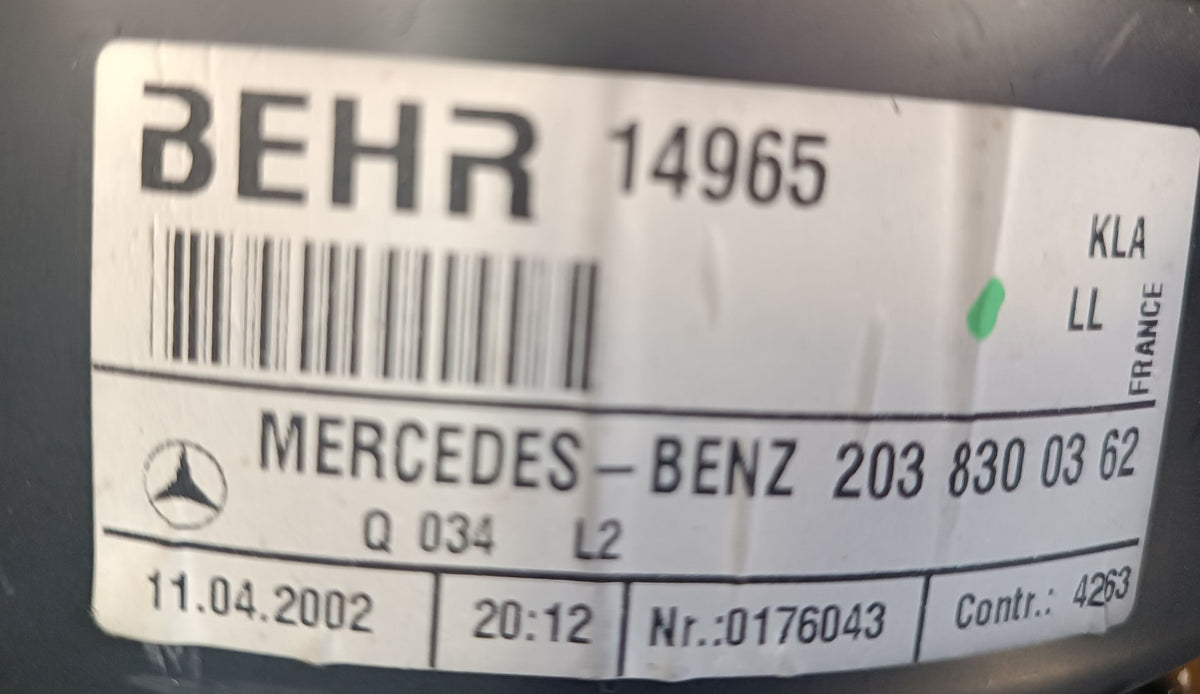 BEHR 14965
KLA
LL
FRANCE
MERCEDES-BENZ 203 830 03 62
Q 034 L2
11.04.2002 20:12 Nr.:0176043 Contr.: 4263